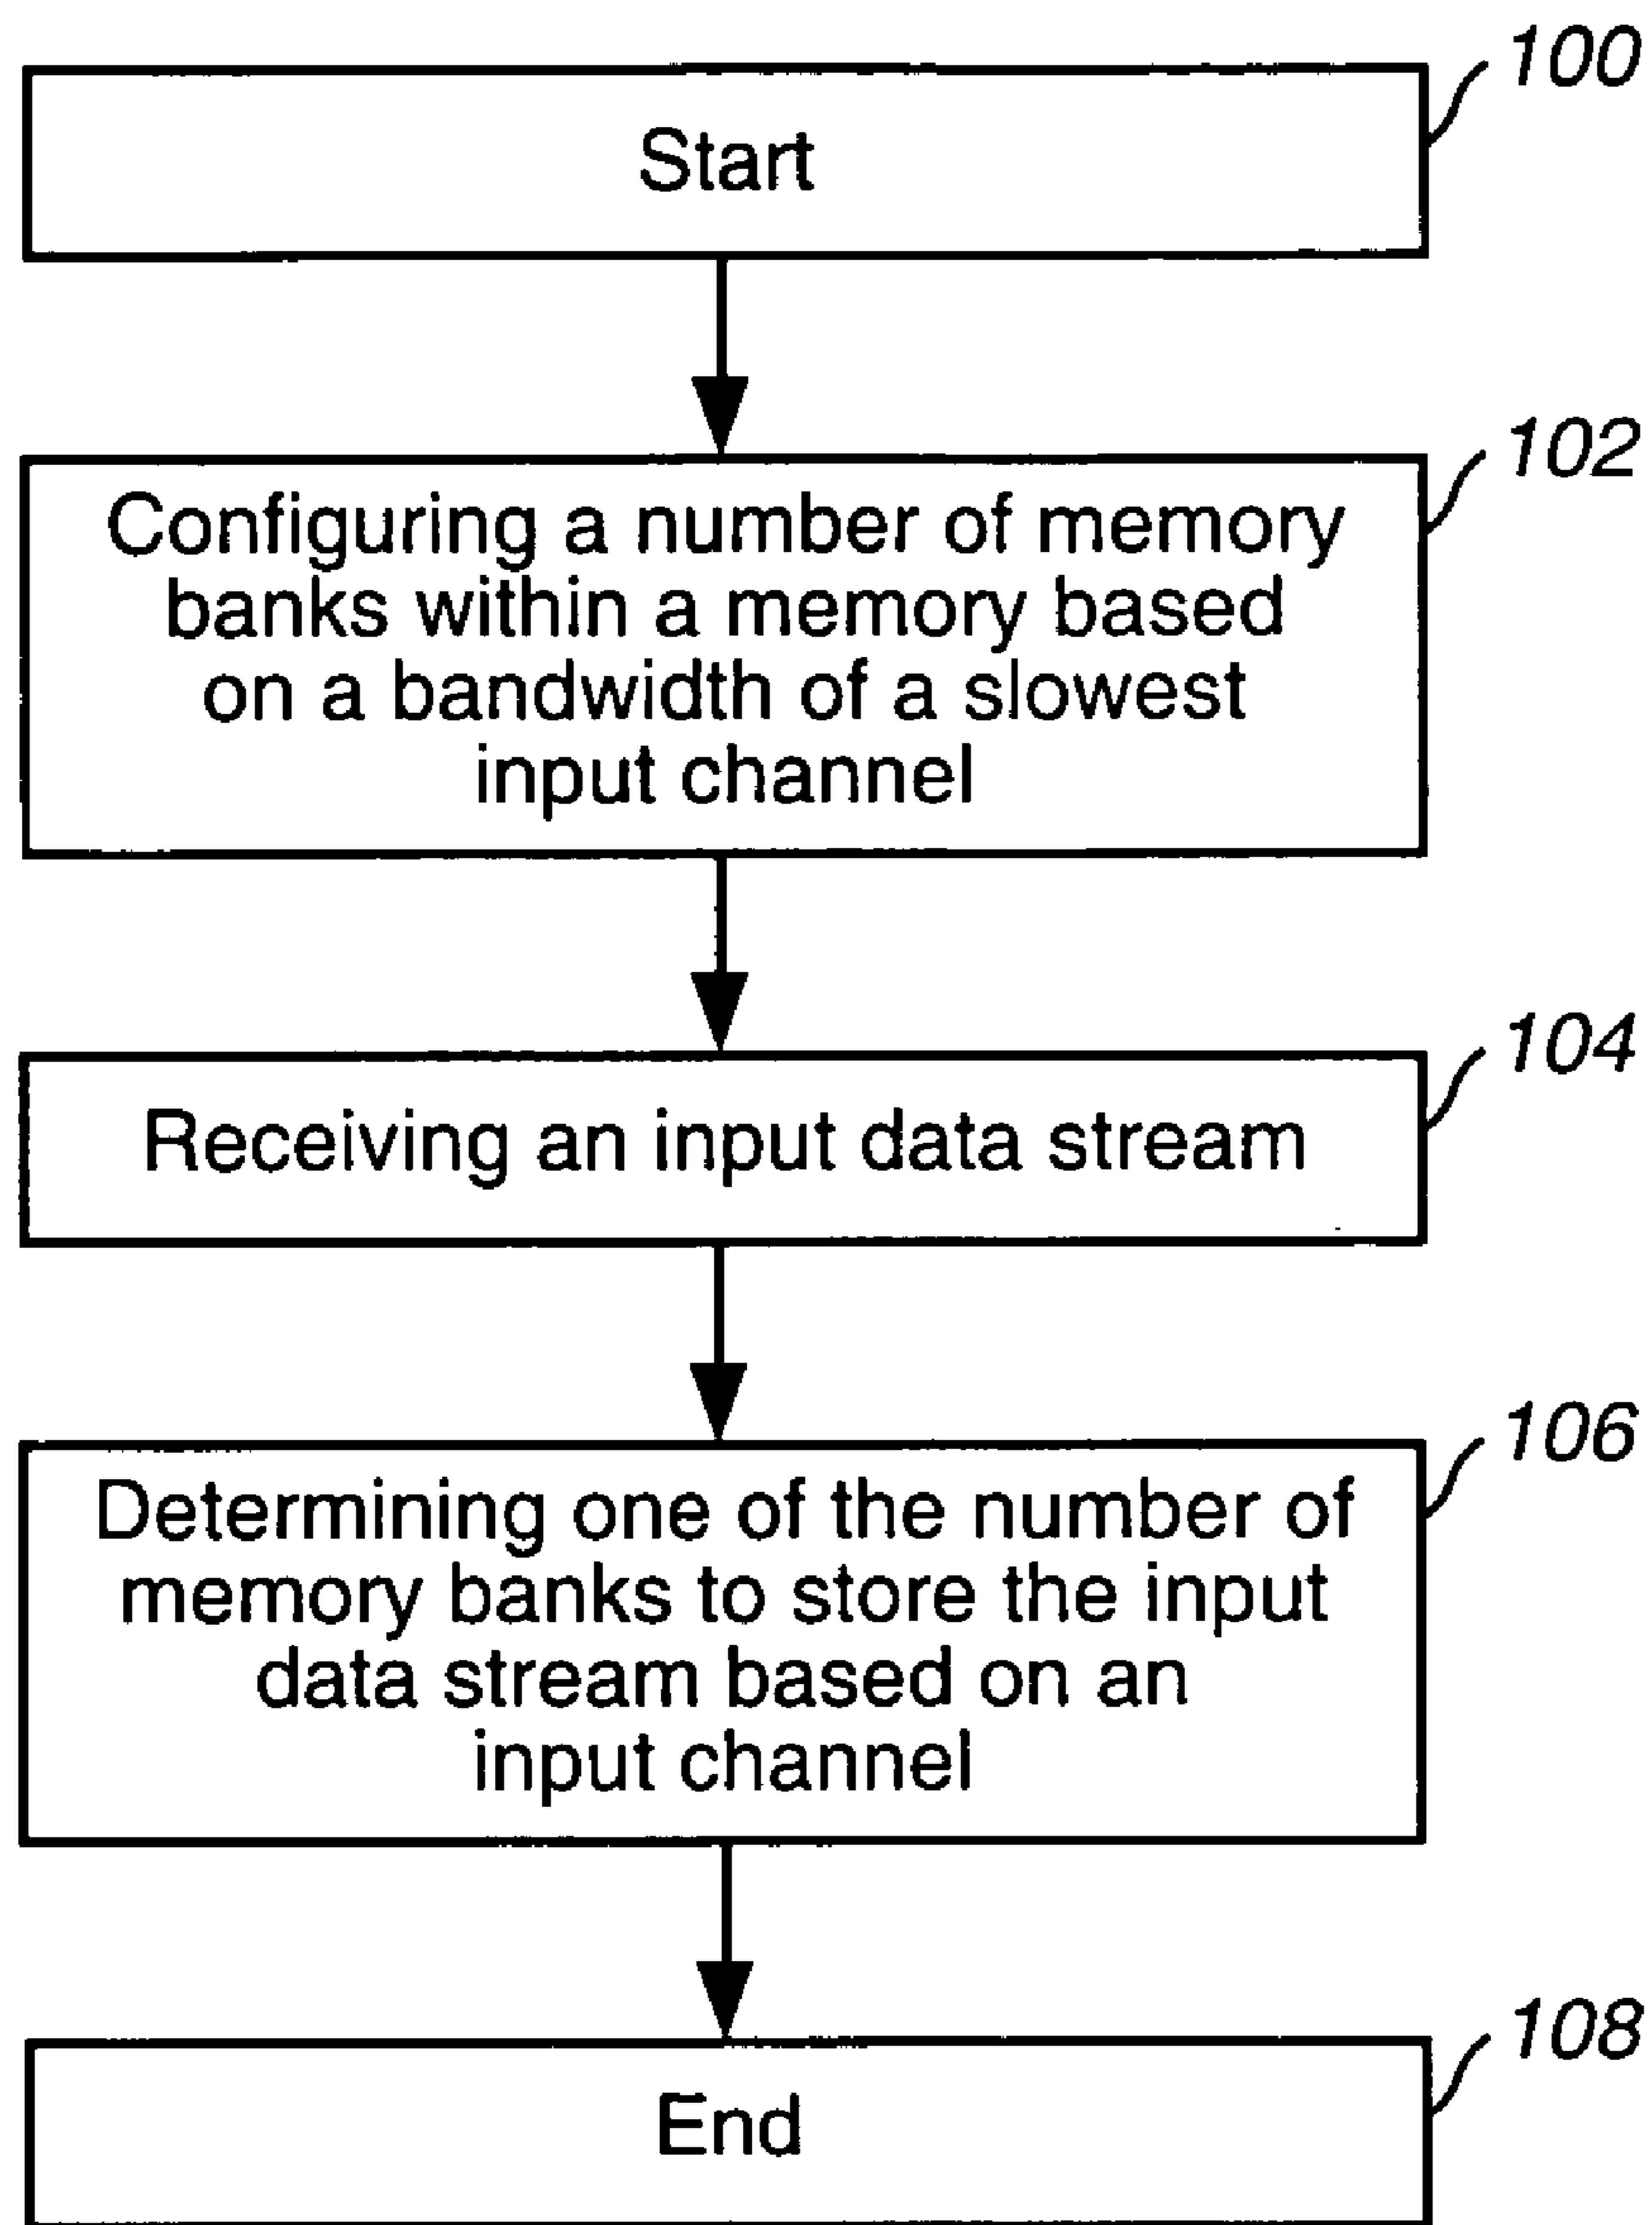 100
Start
102
Configuring a number of memory
banks within a memory based
on a bandwidth of a slowest
input channel
104
Receiving an input data stream
106
Determining one of the number of
memory banks to store the input
data stream based on an
input channel
108
End